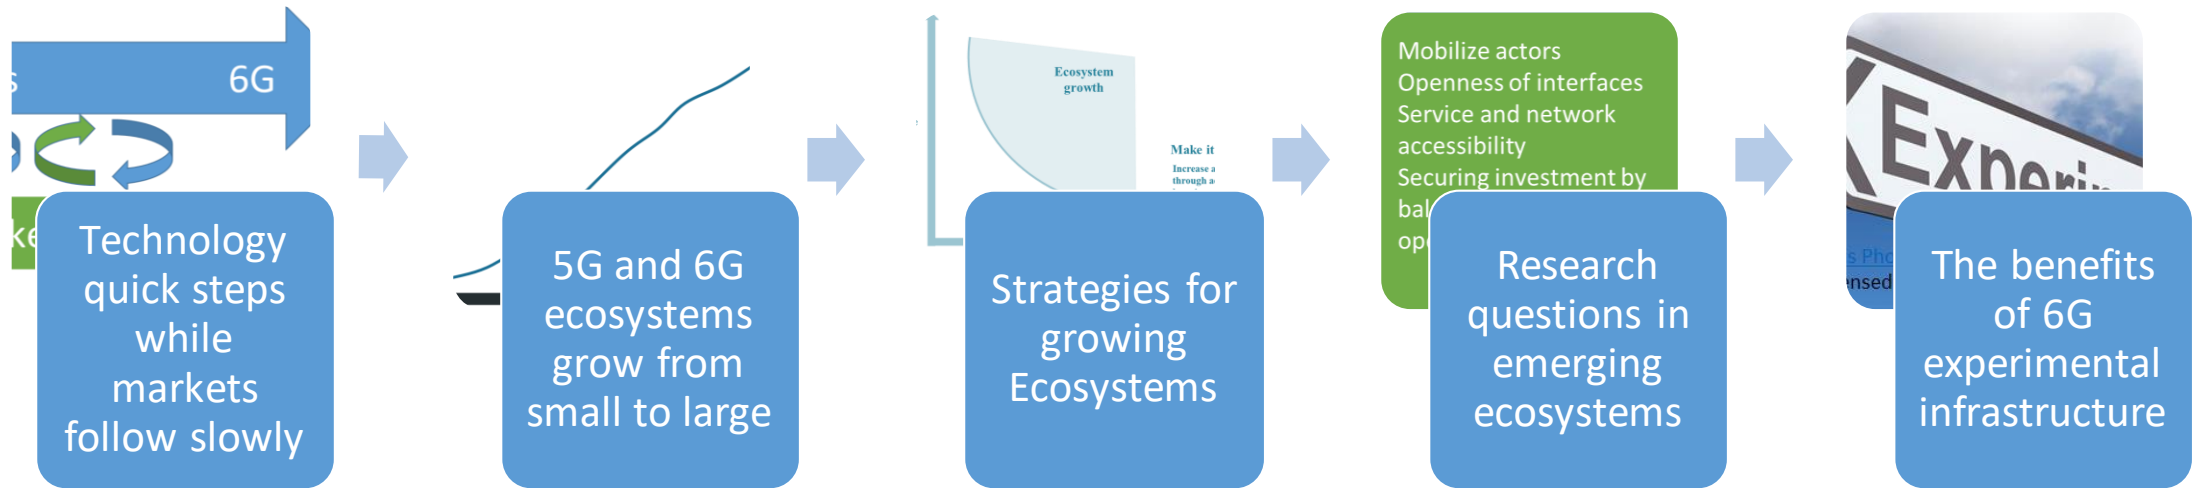 6G
Technology
quick steps
while
markets
follow slowly
5G and 6G
ecosystems
grow from
small to large
Ecosystem
growth
Make it
Increase a
through a
Strategies for
growing
Ecosystems
Mobilize actors
Openness of interfaces
Service and network
accessibility
Securing investment by
Research
questions in
emerging
ecosystems
The benefits
of 6G
experimental
infrastructure